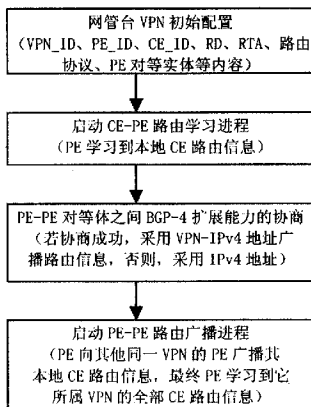 网管台 VPN 初始配置
（VPN_ID、PE_ID、CE_ID、RD、RTA、路由
协议、PE 对等实体等内容）
启动 CE-PE 路由学习进程
（PE 学习到本地 CE 路由信息）
PE-PE 对等体之间 BGP-4 扩展能力的协商
（若协商成功，采用 VPN-IPv4 地址广
播路由信息，否则，采用 IPv4 地址）
启动 PE-PE 路由广播进程
（PE 向其他同一 VPN 的 PE 广播其
本地 CE 路由信息，最终 PE 学习到它
所属 VPN 的全部 CE 路由信息）